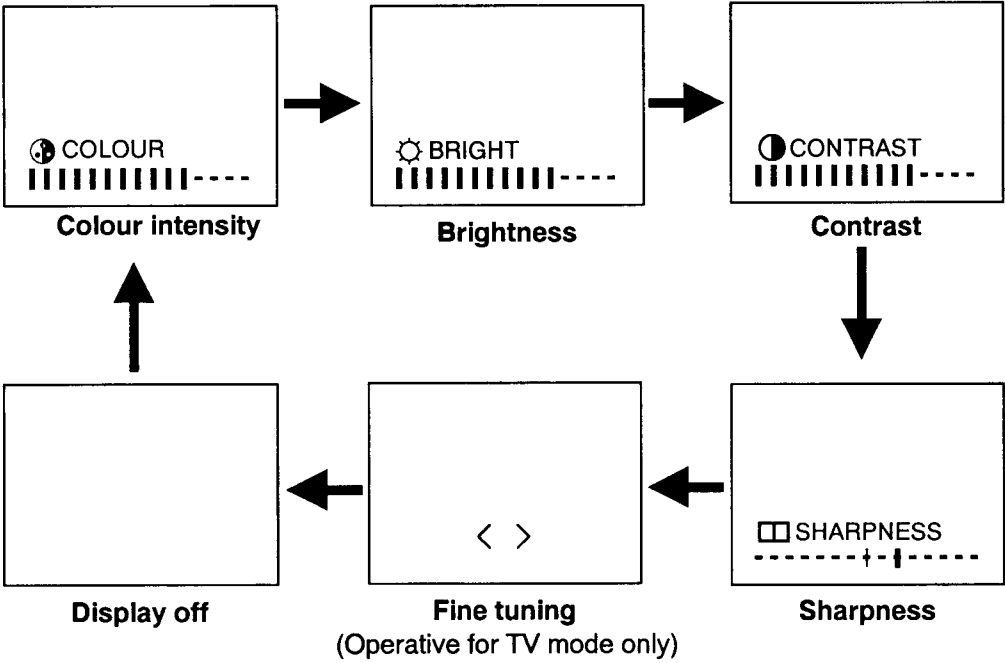 COLOUR
Colour intensity
BRIGHT
Brightness
CONTRAST
Contrast
Display off
< >
Fine tuning
(Operative for TV mode only)
SHARPNESS
Sharpness